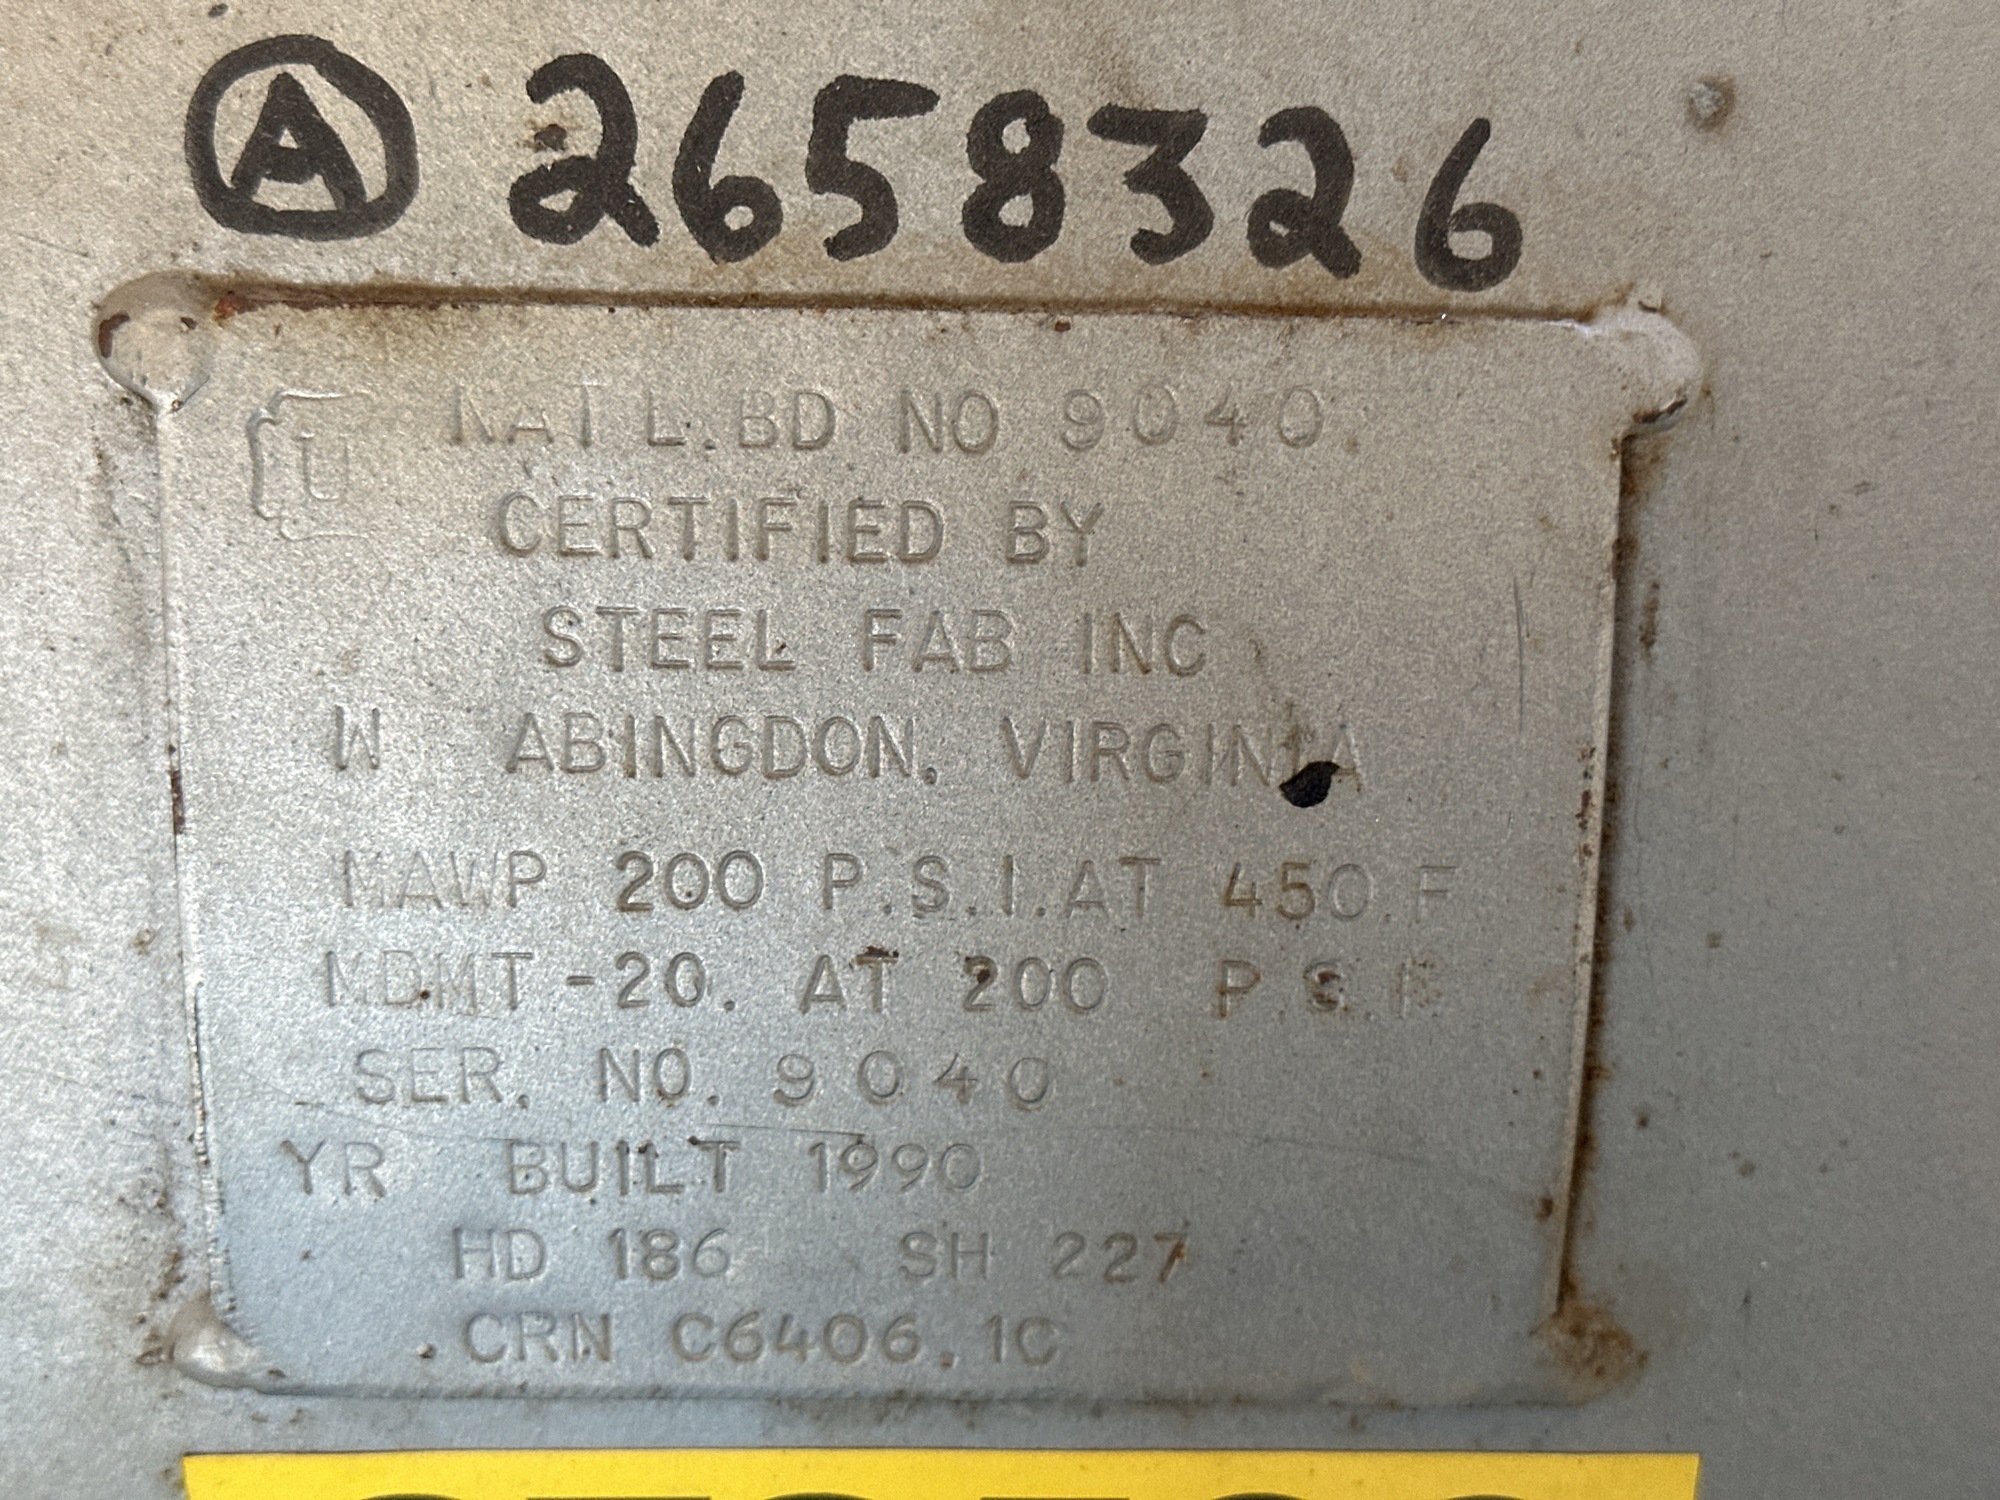 A 2658326
U NAT'L.BD NO 9040
CERTIFIED BY
STEEL FAB INC
W ABINGDON, VIRGINIA
MAWP 200 P.S.I. AT 450 F
MDMT -20. AT 200 P.S.I.
SER. NO. 9040
YR BUILT 1990
HD 186 SH 227
CRN C6406.1C